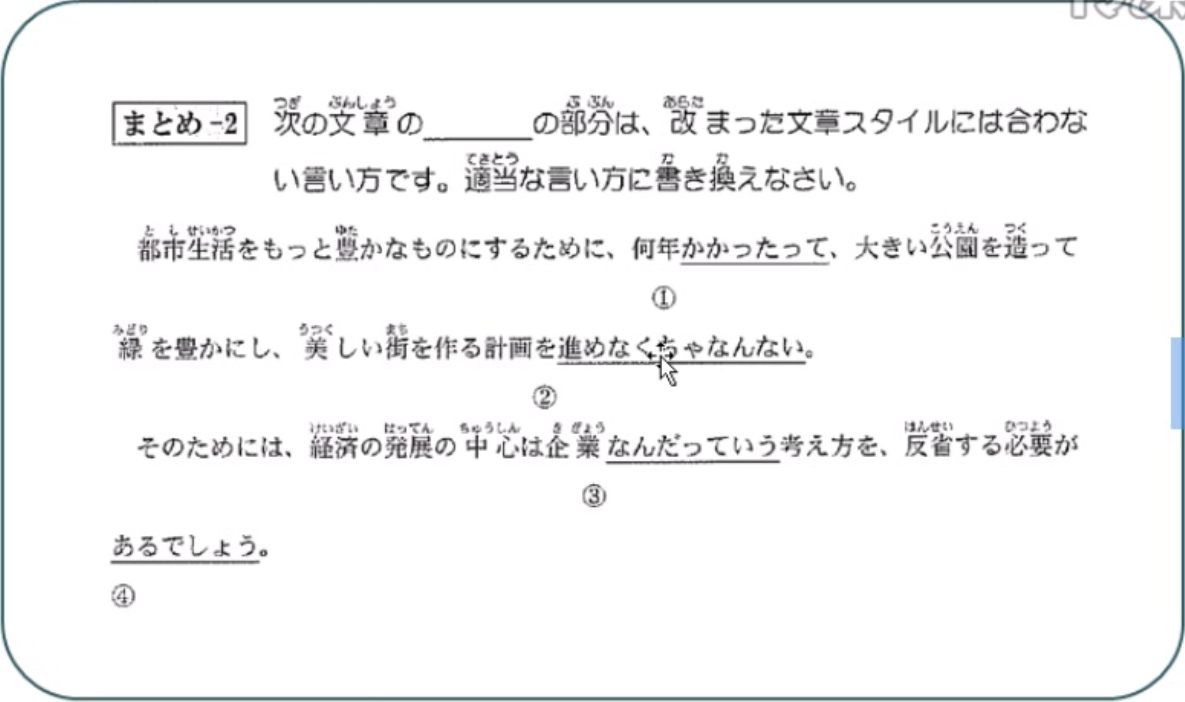 まとめ-2 次の文章の______の部分は、改まった文章スタイルには合わな
い言い方です。適当な言い方に書き換えなさい。
都市生活をもっと豊かなものにするために、何年かかったって、大きい公園を造って
①
緑を豊かにし、美しい街を作る計画を進めなくちゃなんない。
②
そのためには、経済の発展の中心は企業なんだっていう考え方を、反省する必要が
③
あるでしょう。
④